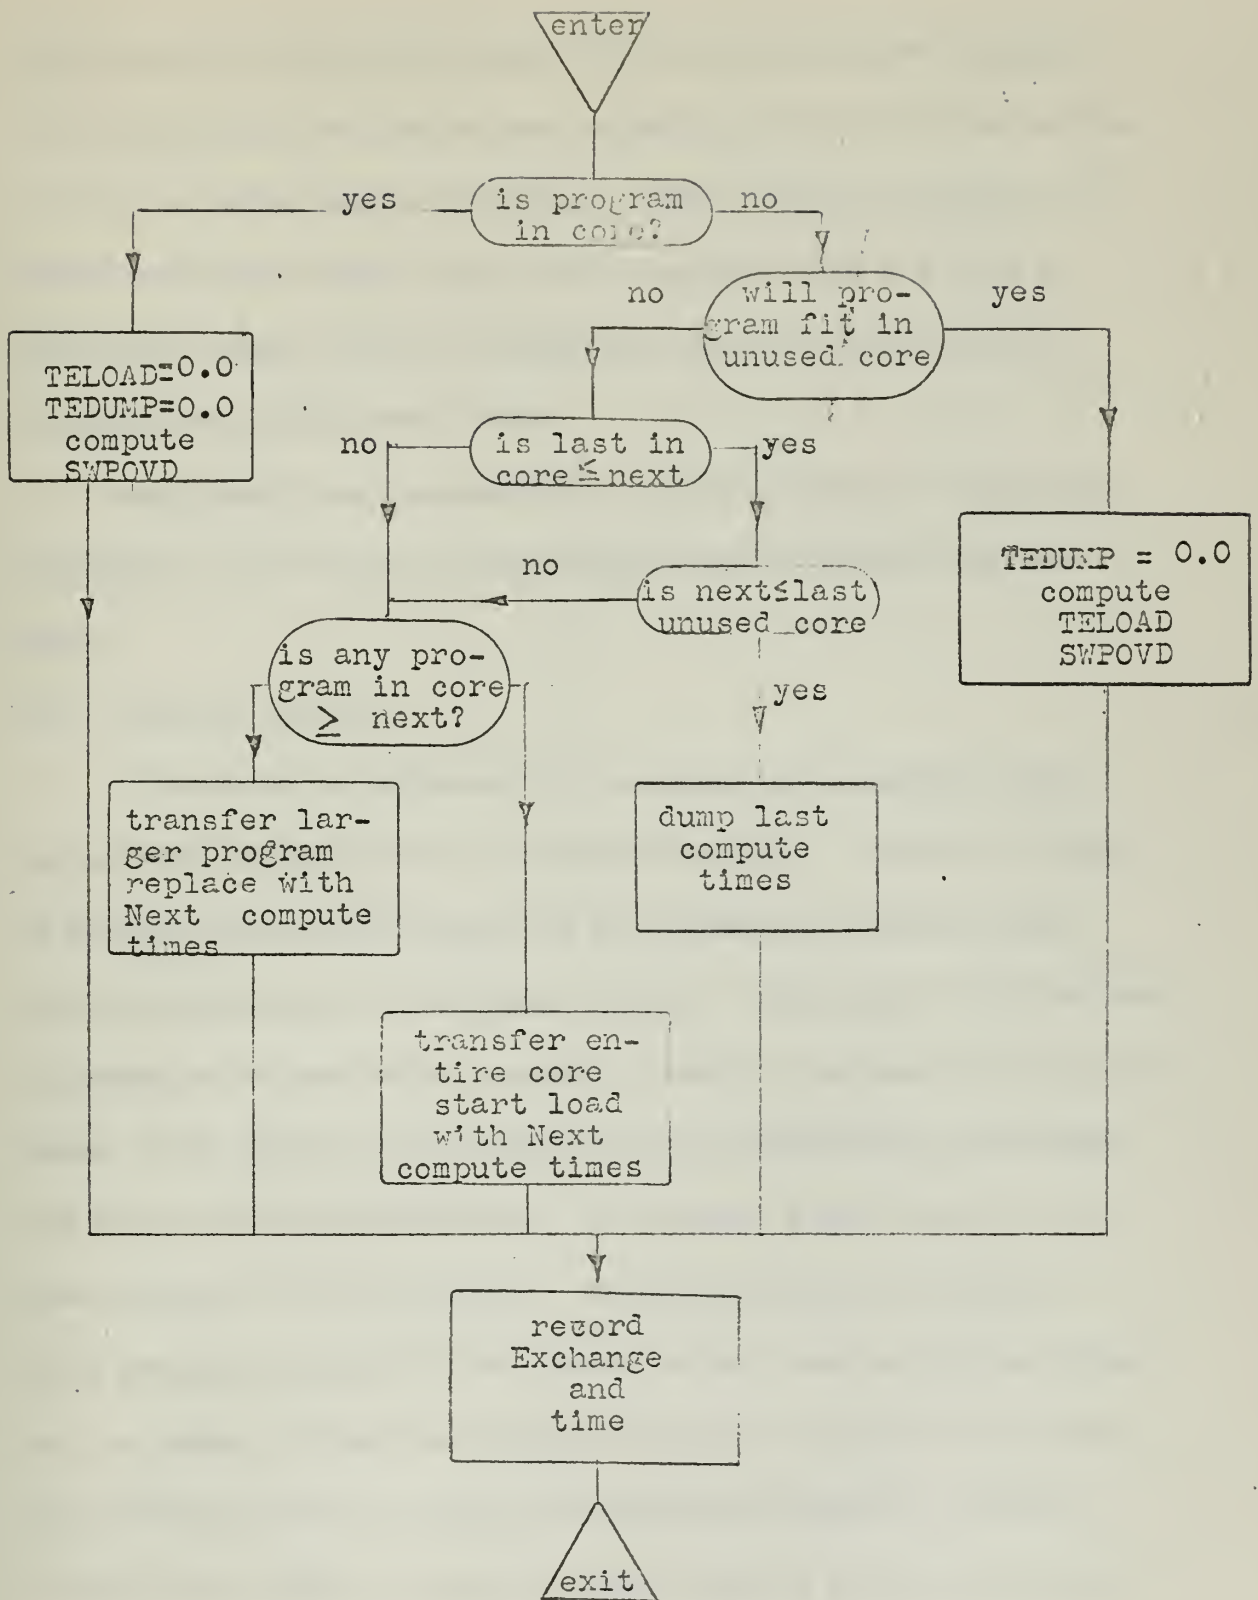 enter
yes
is program
in core?
no
no
will pro-
gram fit in
unused core
yes
TELOAD=0.0
TEDUMP=0.0
compute
SWPOVD
no
is last in
core ≤ next
yes
TEDUMP = 0.0
compute
TELOAD
SWPOVD
no
is next≤last
unused core
is any pro-
gram in core
≥ next?
yes
transfer lar-
ger program
replace with
Next compute
times
dump last
compute
times
transfer en-
tire core
start load
with Next
compute times
record
Exchange
and
time
exit